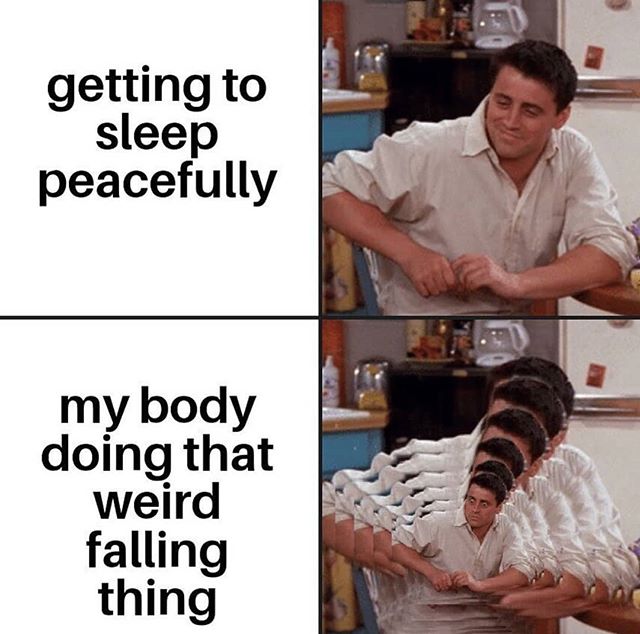 getting to
sleep
peacefully
my body
doing that
weird
falling
thing